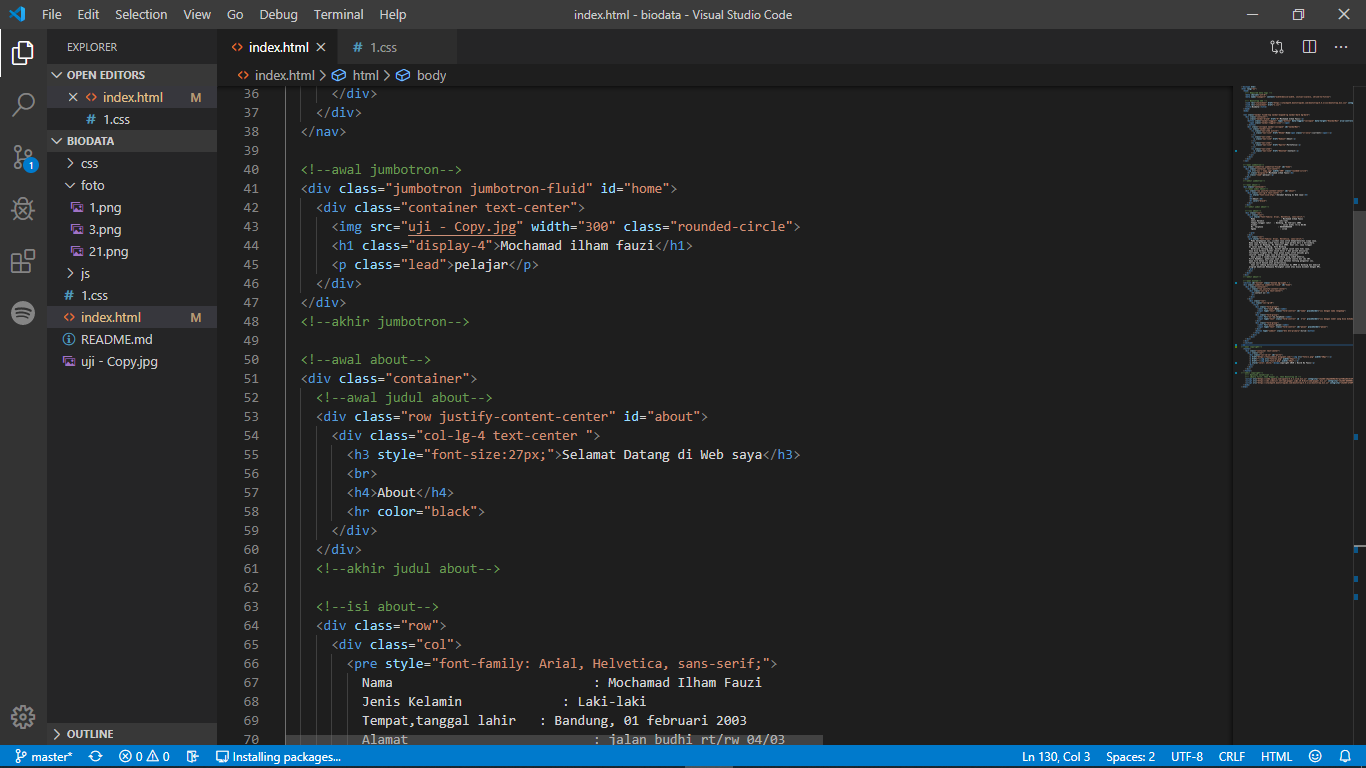 File Edit Selection View Go Debug Terminal Help index.html - biodata - Visual Studio Code
EXPLORER
OPEN EDITORS
index.html M
1.css
BIODATA
css
foto
1.png
3.png
21.png
js
1.css
index.html M
README.md
uji - Copy.jpg
OUTLINE
1
index.html
1.css
index.html html body
36 </div>
37 </div>
38 </nav>
39
40 <!--awal jumbotron-->
41 <div class="jumbotron jumbotron-fluid" id="home">
42 <div class="container text-center">
43 <img src="uji - Copy.jpg" width="300" class="rounded-circle">
44 <h1 class="display-4">Mochamad ilham fauzi</h1>
45 <p class="lead">pelajar</p>
46 </div>
47 </div>
48 <!--akhir jumbotron-->
49
50 <!--awal about-->
51 <div class="container">
52 <!--awal judul about-->
53 <div class="row justify-content-center" id="about">
54 <div class="col-lg-4 text-center ">
55 <h3 style="font-size:27px;">Selamat Datang di Web saya</h3>
56 <br>
57 <h4>About</h4>
58 <hr color="black">
59 </div>
60 </div>
61 <!--akhir judul about-->
62
63 <!--isi about-->
64 <div class="row">
65 <div class="col">
66 <pre style="font-family: Arial, Helvetica, sans-serif;">
67 Nama : Mochamad Ilham Fauzi
68 Jenis Kelamin : Laki-laki
69 Tempat,tanggal lahir : Bandung, 01 februari 2003
70 Alamat : jalan budhi rt/rw 04/03
master* 0 0 Installing packages... Ln 130, Col 3 Spaces: 2 UTF-8 CRLF HTML